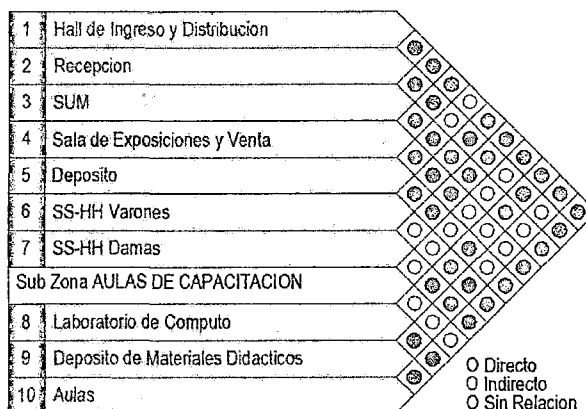 1 Hall de Ingreso y Distribucion
2 Recepcion
3 SUM
4 Sala de Exposiciones y Venta
5 Deposito
6 SS-HH Varones
7 SS-HH Damas
Sub Zona AULAS DE CAPACITACION
8 Laboratorio de Computo
9 Deposito de Materiales Didacticos
10 Aulas
O Directo
O Indirecto
O Sin Relacion